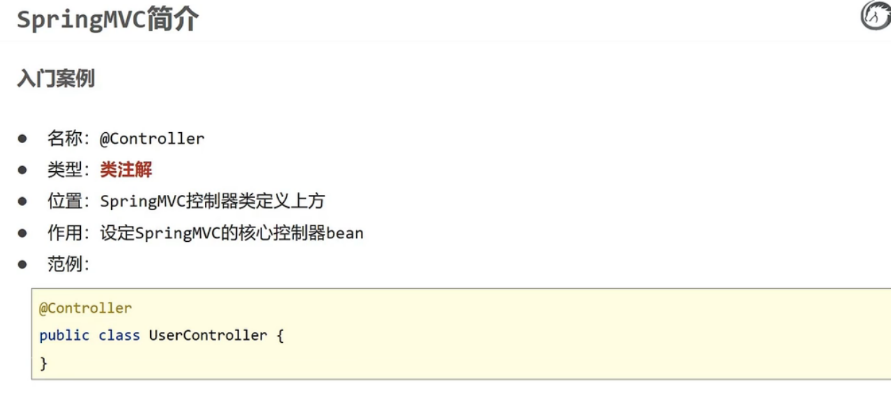 SpringMVC简介
入门案例
● 名称: @Controller
● 类型: 类注解
● 位置: SpringMVC控制器类定义上方
● 作用: 设定SpringMVC的核心控制器bean
● 范例:
@Controller
public class UserController {
}